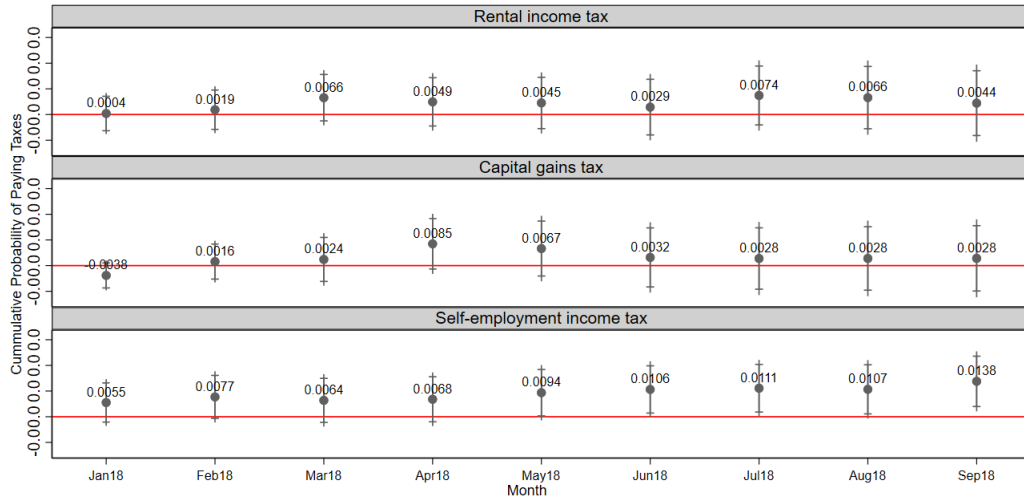 Rental income tax
0.0004 0.0019 0.0066 0.0049 0.0045 0.0029 0.0074 0.0066 0.0044
Capital gains tax
-0.0038 0.0016 0.0024 0.0085 0.0067 0.0032 0.0028 0.0028 0.0028
Self-employment income tax
0.0055 0.0077 0.0064 0.0068 0.0094 0.0106 0.0111 0.0107 0.0138
Cummulative Probability of Paying Taxes
Jan18 Feb18 Mar18 Apr18 May18 Jun18 Jul18 Aug18 Sep18
Month